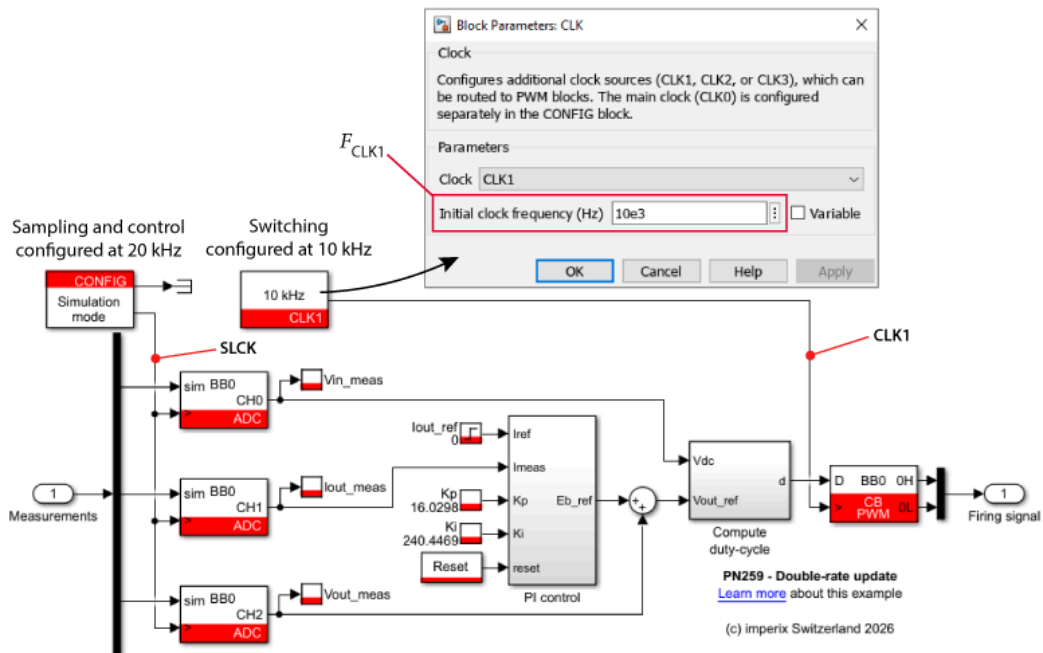 Block Parameters: CLK
Clock
Configures additional clock sources (CLK1, CLK2, or CLK3), which can
be routed to PWM blocks. The main clock (CLK0) is configured
separately in the CONFIG block.
Parameters
Clock CLK1
Initial clock frequency (Hz) 10e3 Variable
OK Cancel Help Apply
FCLK1
Sampling and control
configured at 20 kHz
Switching
configured at 10 kHz
CONFIG
Simulation
mode
10 kHz
CLK1
SLCK
CLK1
sim BB0
CH0
> ADC
Vin_meas
sim BB0
CH1
> ADC
Iout_meas
sim BB0
CH2
> ADC
Vout_meas
1
Measurements
Iout_ref
0
Kp
16.0298
Ki
240.4469
Reset
Iref
Imeas
Kp
Ki
reset
Eb_ref
PI control
+
+
Vdc
Vout_ref
d
Compute
duty-cycle
D BB0 0H
> CB 0L
PWM
1
Firing signal
PN259 - Double-rate update
Learn more about this example
(c) imperix Switzerland 2026